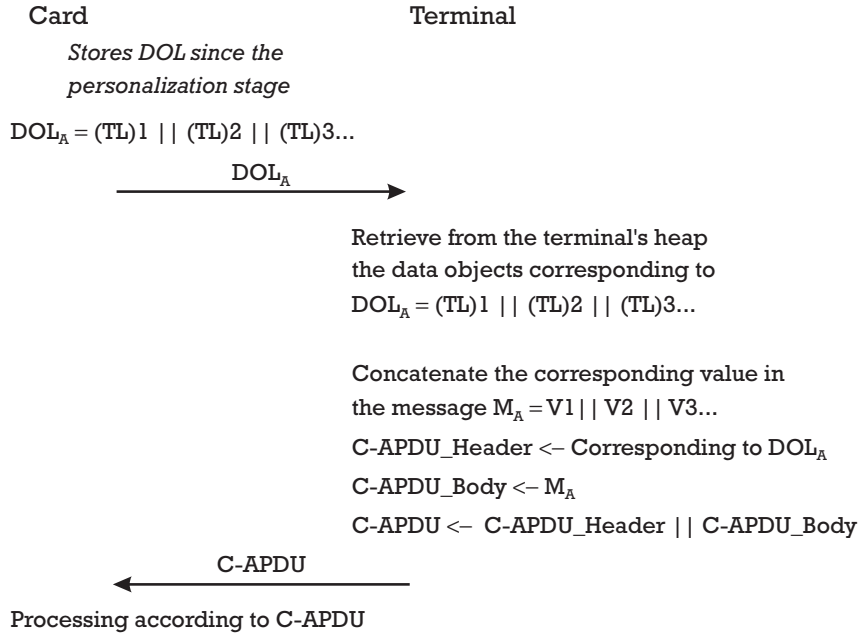 Card Terminal
Stores DOL since the
personalization stage
DOL_A = (TL)1 || (TL)2 || (TL)3...
DOL_A
Retrieve from the terminal's heap
the data objects corresponding to
DOL_A = (TL)1 || (TL)2 || (TL)3...
Concatenate the corresponding value in
the message M_A = V1 || V2 || V3...
C-APDU_Header <– Corresponding to DOL_A
C-APDU_Body <– M_A
C-APDU <– C-APDU_Header || C-APDU_Body
C-APDU
Processing according to C-APDU